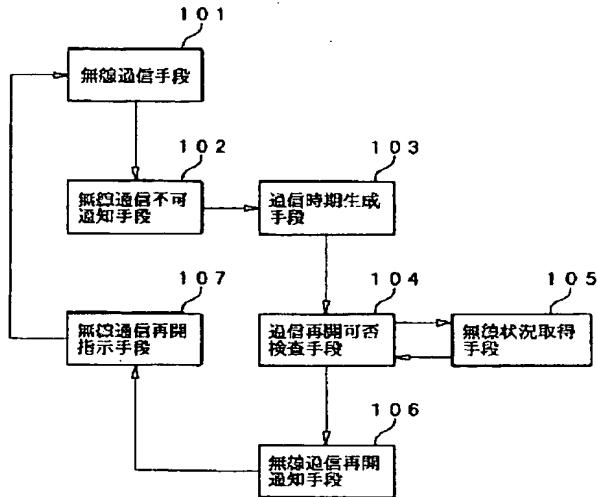 101
無線通信手段
102
無線通信不可
通知手段
103
通信時期生成
手段
107
無線通信再開
指示手段
104
通信再開可否
検査手段
105
無線状況取得
手段
106
無線通信再開
通知手段